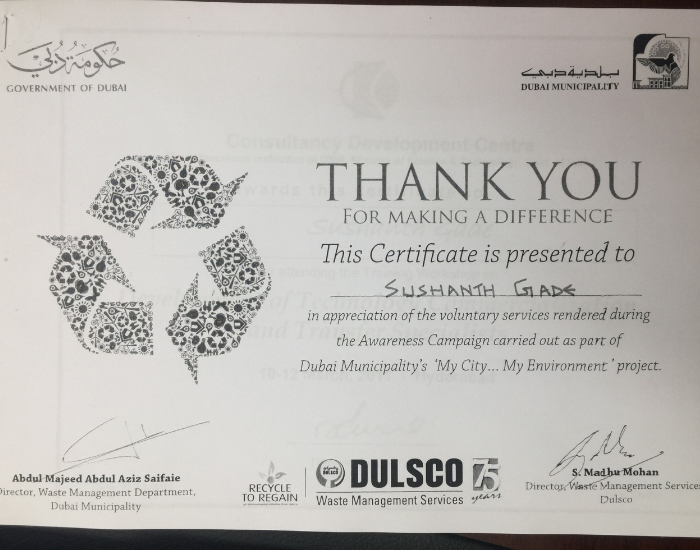 حكومة دبي
GOVERNMENT OF DUBAI
بلدية دبي
DUBAI MUNICIPALITY
Consultancy Development Centre
THANK YOU
FOR MAKING A DIFFERENCE
This Certificate is presented to
SUSHANTH GADE
in appreciation of the voluntary services rendered during
the Awareness Campaign carried out as part of
Dubai Municipality's 'My City... My Environment' project.
Abdul Majeed Abdul Aziz Saifaie
Director, Waste Management Department,
Dubai Municipality
RECYCLE
TO REGAIN
DULSCO
Waste Management Services
75
years
S. Madhu Mohan
Director, Waste Management Services
Dulsco